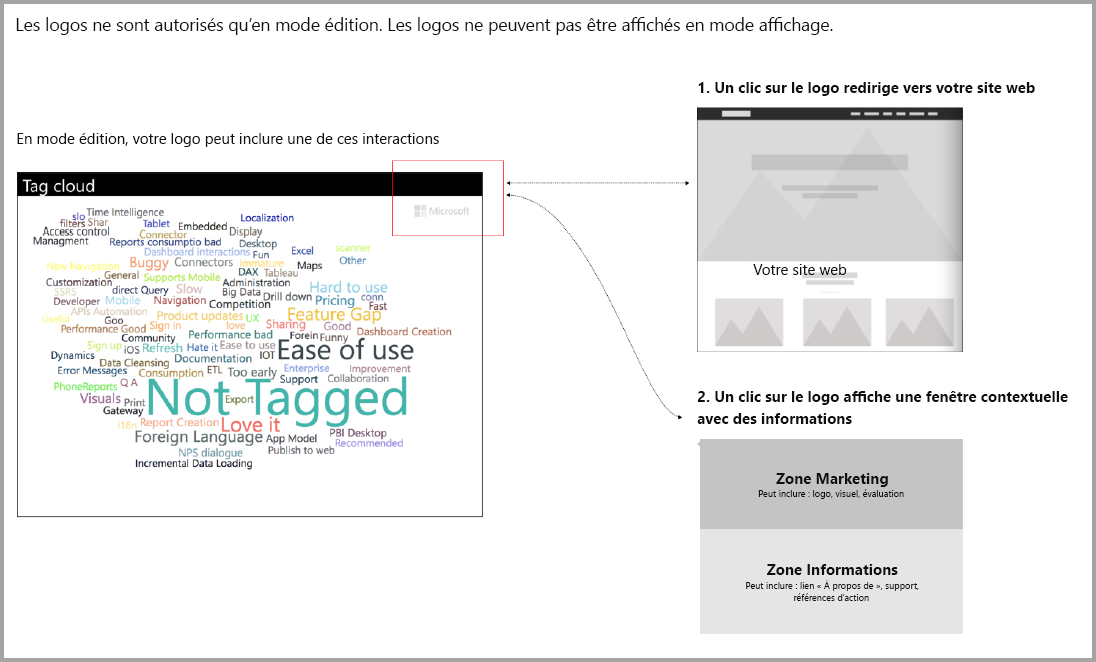 Les logos ne sont autorisés qu’en mode édition. Les logos ne peuvent pas être affichés en mode affichage.
En mode édition, votre logo peut inclure une de ces interactions
Tag cloud
Microsoft
slo Time Intelligence
filters Shar Tablet Embedded Localization
Access control Connector Display
Managment Reports consumptio bad Desktop
Dashboard interactions Fun Excel scanner
New Navigation Buggy Connectors Immature Maps Other
General Supports Mobile DAX Tableau
Customization Administration
SSRS direct Query Slow Big Data Drill down Hard to use
Developer Mobile Navigation Competition Pricing conn
APIs Automation Fast
Useful Goo Product updates UX Feature Gap
Performance Good Sign in love Sharing Good Dashboard Creation
Community Performance bad Forein Funny
Sign up iOS Refresh Hate it Ease to use Ease of use
Dynamics Data Cleansing Documentation IOT
Error Messages Consumption ETL Too early Enterprise Improvement
PhoneReports Q A Support Collaboration
Visuals Print Not Tagged Export
Gateway
i18n Report Creation Love it
Foreign Language App Model PBI Desktop
NPS dialogue Publish to web Recommended
Incremental Data Loading
1. Un clic sur le logo redirige vers votre site web
Votre site web
2. Un clic sur le logo affiche une fenêtre contextuelle
avec des informations
Zone Marketing
Peut inclure : logo, visuel, évaluation
Zone Informations
Peut inclure : lien « À propos de », support,
références d’action